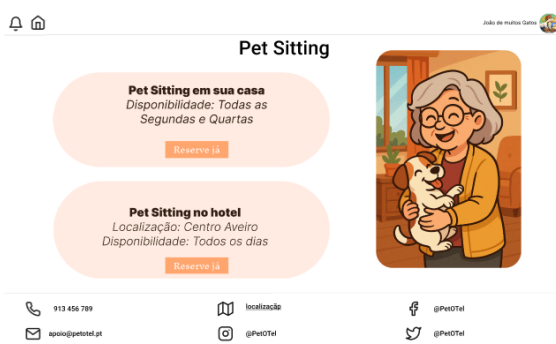 João de muitos Gatos
Pet Sitting
Pet Sitting em sua casa
Disponibilidade: Todas as
Segundas e Quartas
Reserve já
Pet Sitting no hotel
Localização: Centro Aveiro
Disponibilidade: Todos os dias
Reserve já
913 456 789
localização
@PetOTel
apoio@petotel.pt
@PetOTel
@PetOTel